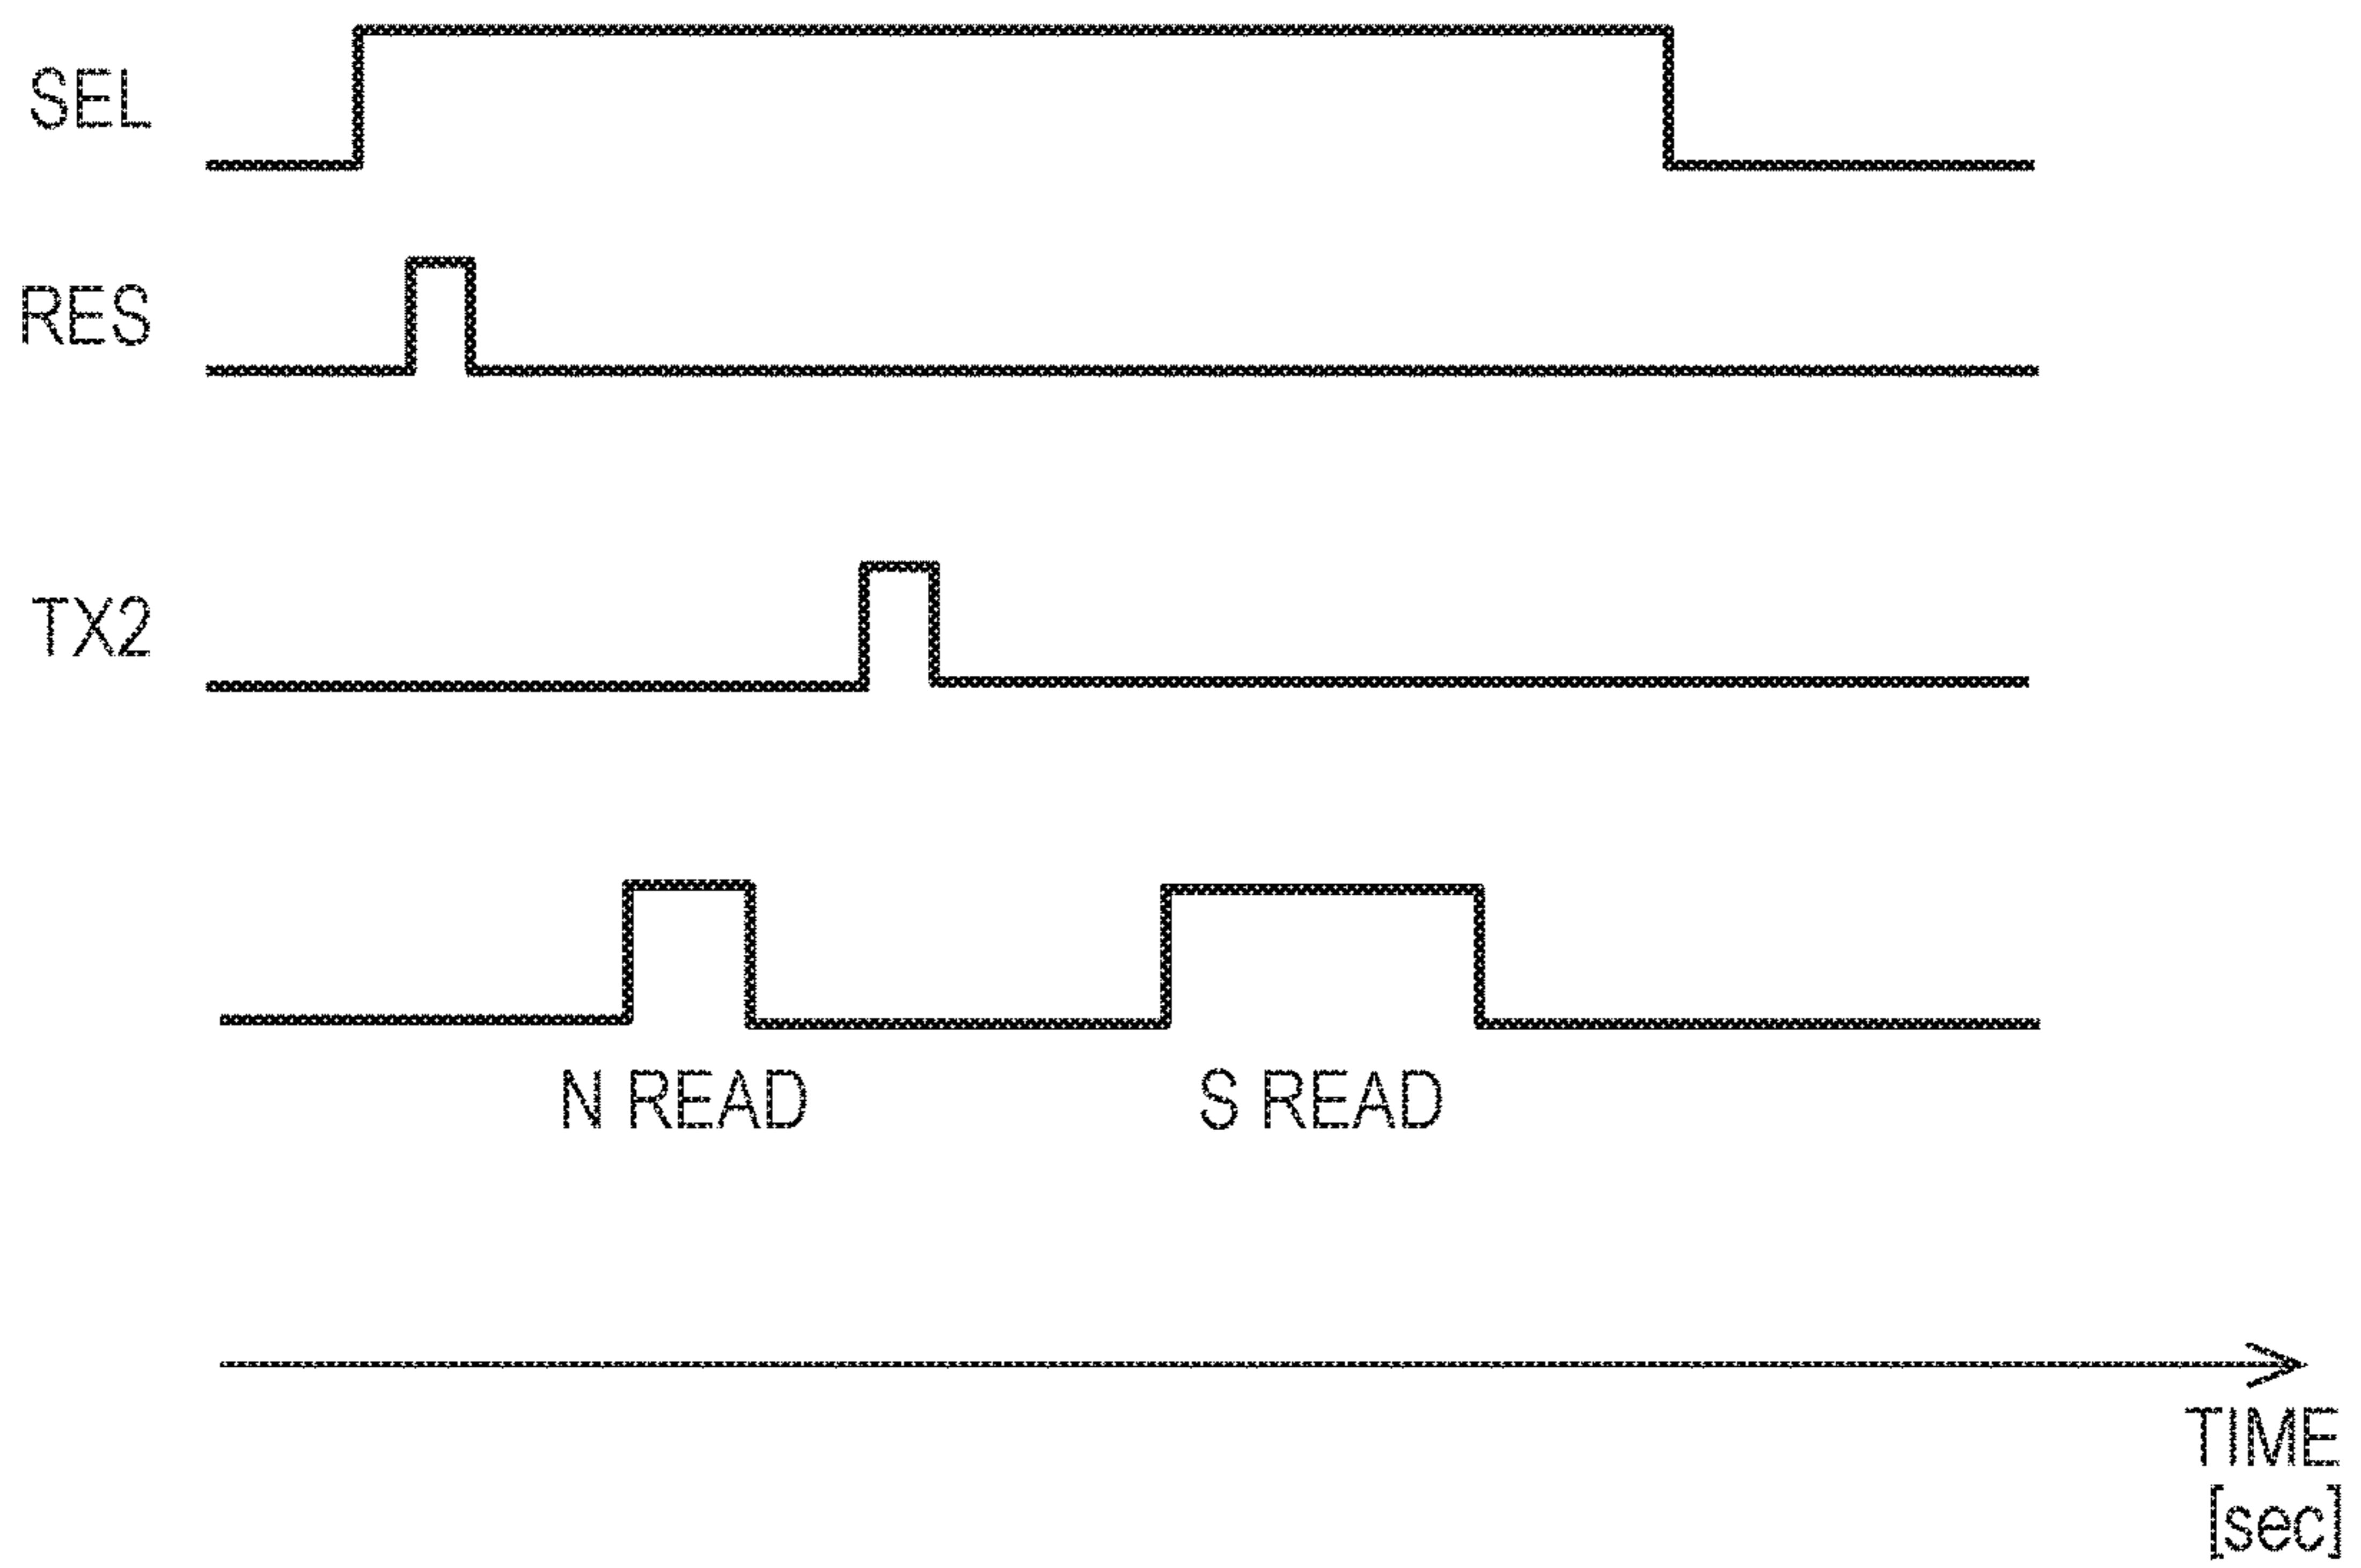 SEL
RES
TX2
N READ S READ
TIME
[sec]